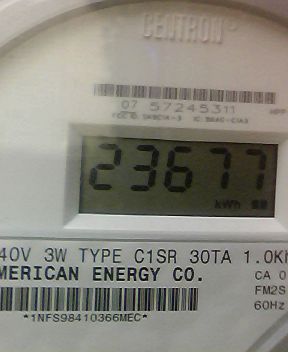 CENTRON®
07 57245311
23677
kWh
40V 3W TYPE C1SR 30TA 1.0Kh
MERICAN ENERGY CO.
CA 0
FM2S
60Hz
*1NFS98410366MEC*